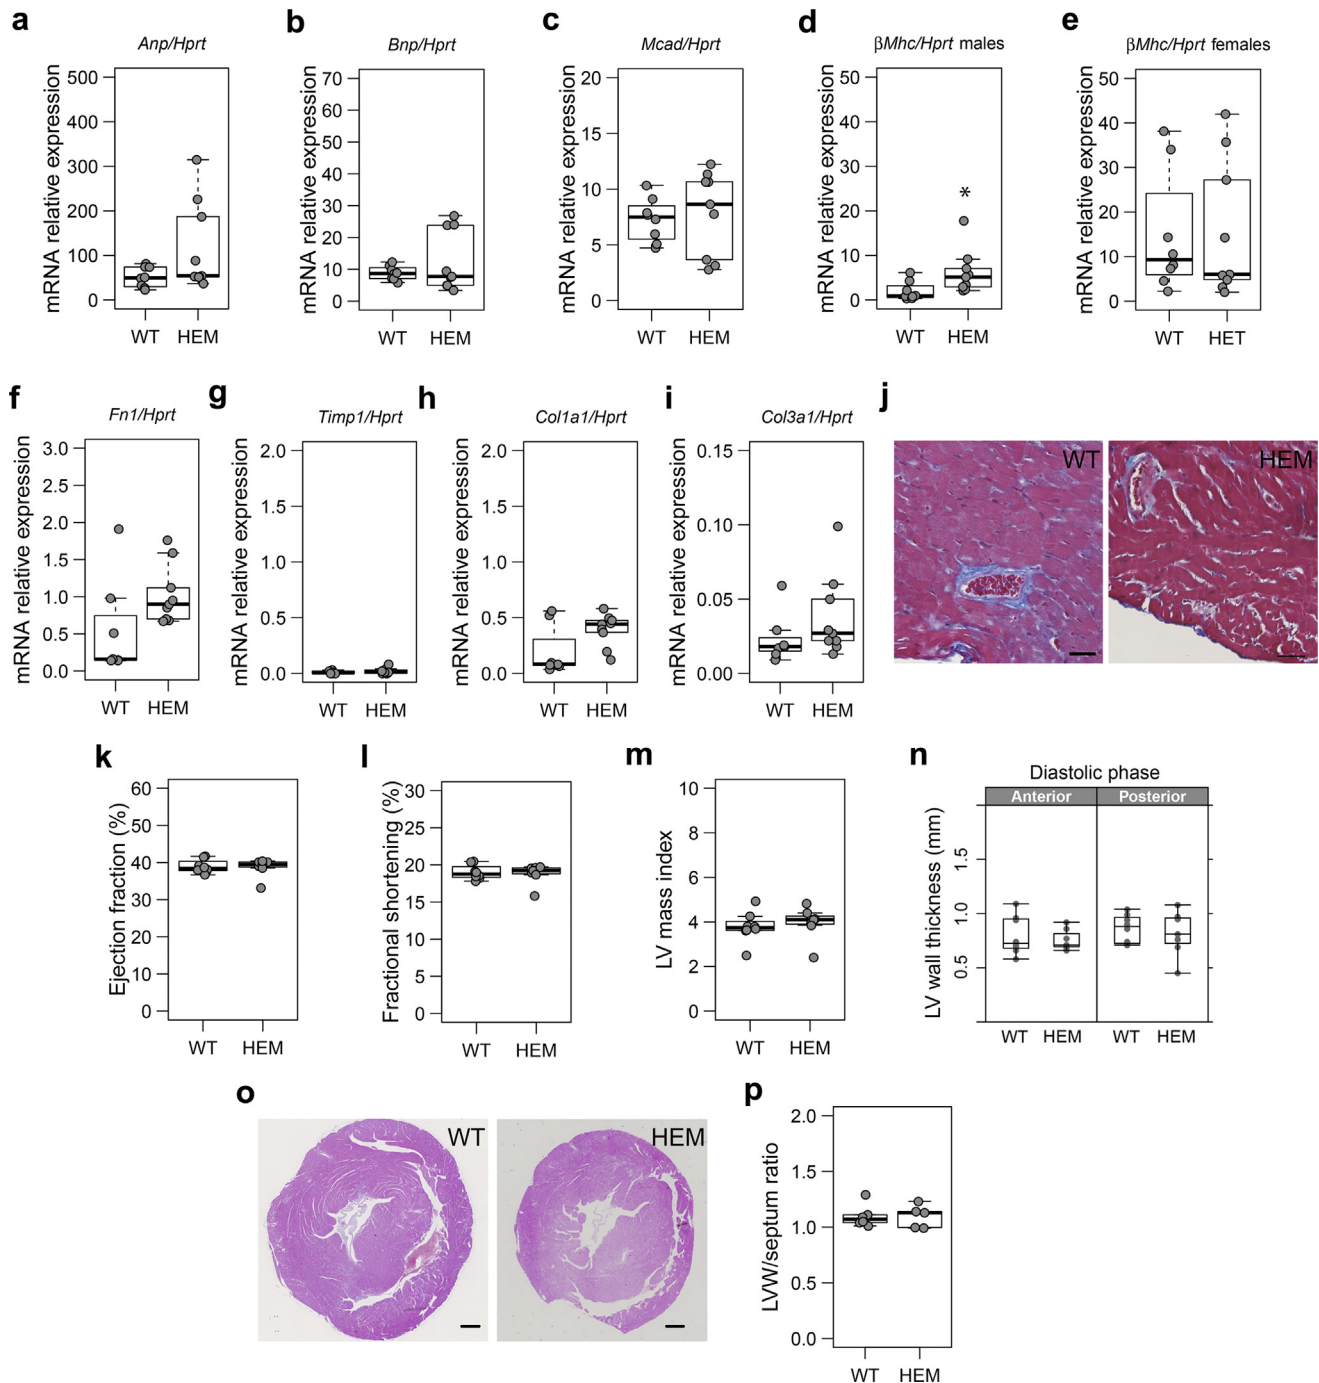 a
Anp/Hprt
mRNA relative expression
500
300
200
100
0
WT HEM
b
Bnp/Hprt
mRNA relative expression
70
60
50
40
30
20
10
0
WT HEM
c
Mcad/Hprt
mRNA relative expression
20
15
10
5
0
WT HEM
d
βMhc/Hprt males
mRNA relative expression
50
30
20
10
0
*
WT HEM
e
βMhc/Hprt females
mRNA relative expression
50
40
30
20
10
0
WT HET
f
Fn1/Hprt
mRNA relative expression
3.0
2.0
1.0
0.5
0.0
WT HEM
g
Timp1/Hprt
mRNA relative expression
2.0
1.5
1.0
0.5
0.0
WT HEM
h
Col1a1/Hprt
mRNA relative expression
2.0
1.5
1.0
0.5
0.0
WT HEM
i
Col3a1/Hprt
mRNA relative expression
0.15
0.10
0.05
0.00
WT HEM
j
WT
HEM
k
Ejection fraction (%)
60
50
40
30
20
10
0
WT HEM
l
Fractional shortening (%)
30
25
20
15
10
5
0
WT HEM
m
LV mass index
10
8
6
4
2
0
WT HEM
n
Diastolic phase
Anterior Posterior
LV wall thickness (mm)
1.5
1.0
0.5
WT HEM WT HEM
o
WT
HEM
p
LVW/septum ratio
2.0
1.5
1.0
0.5
0.0
WT HEM